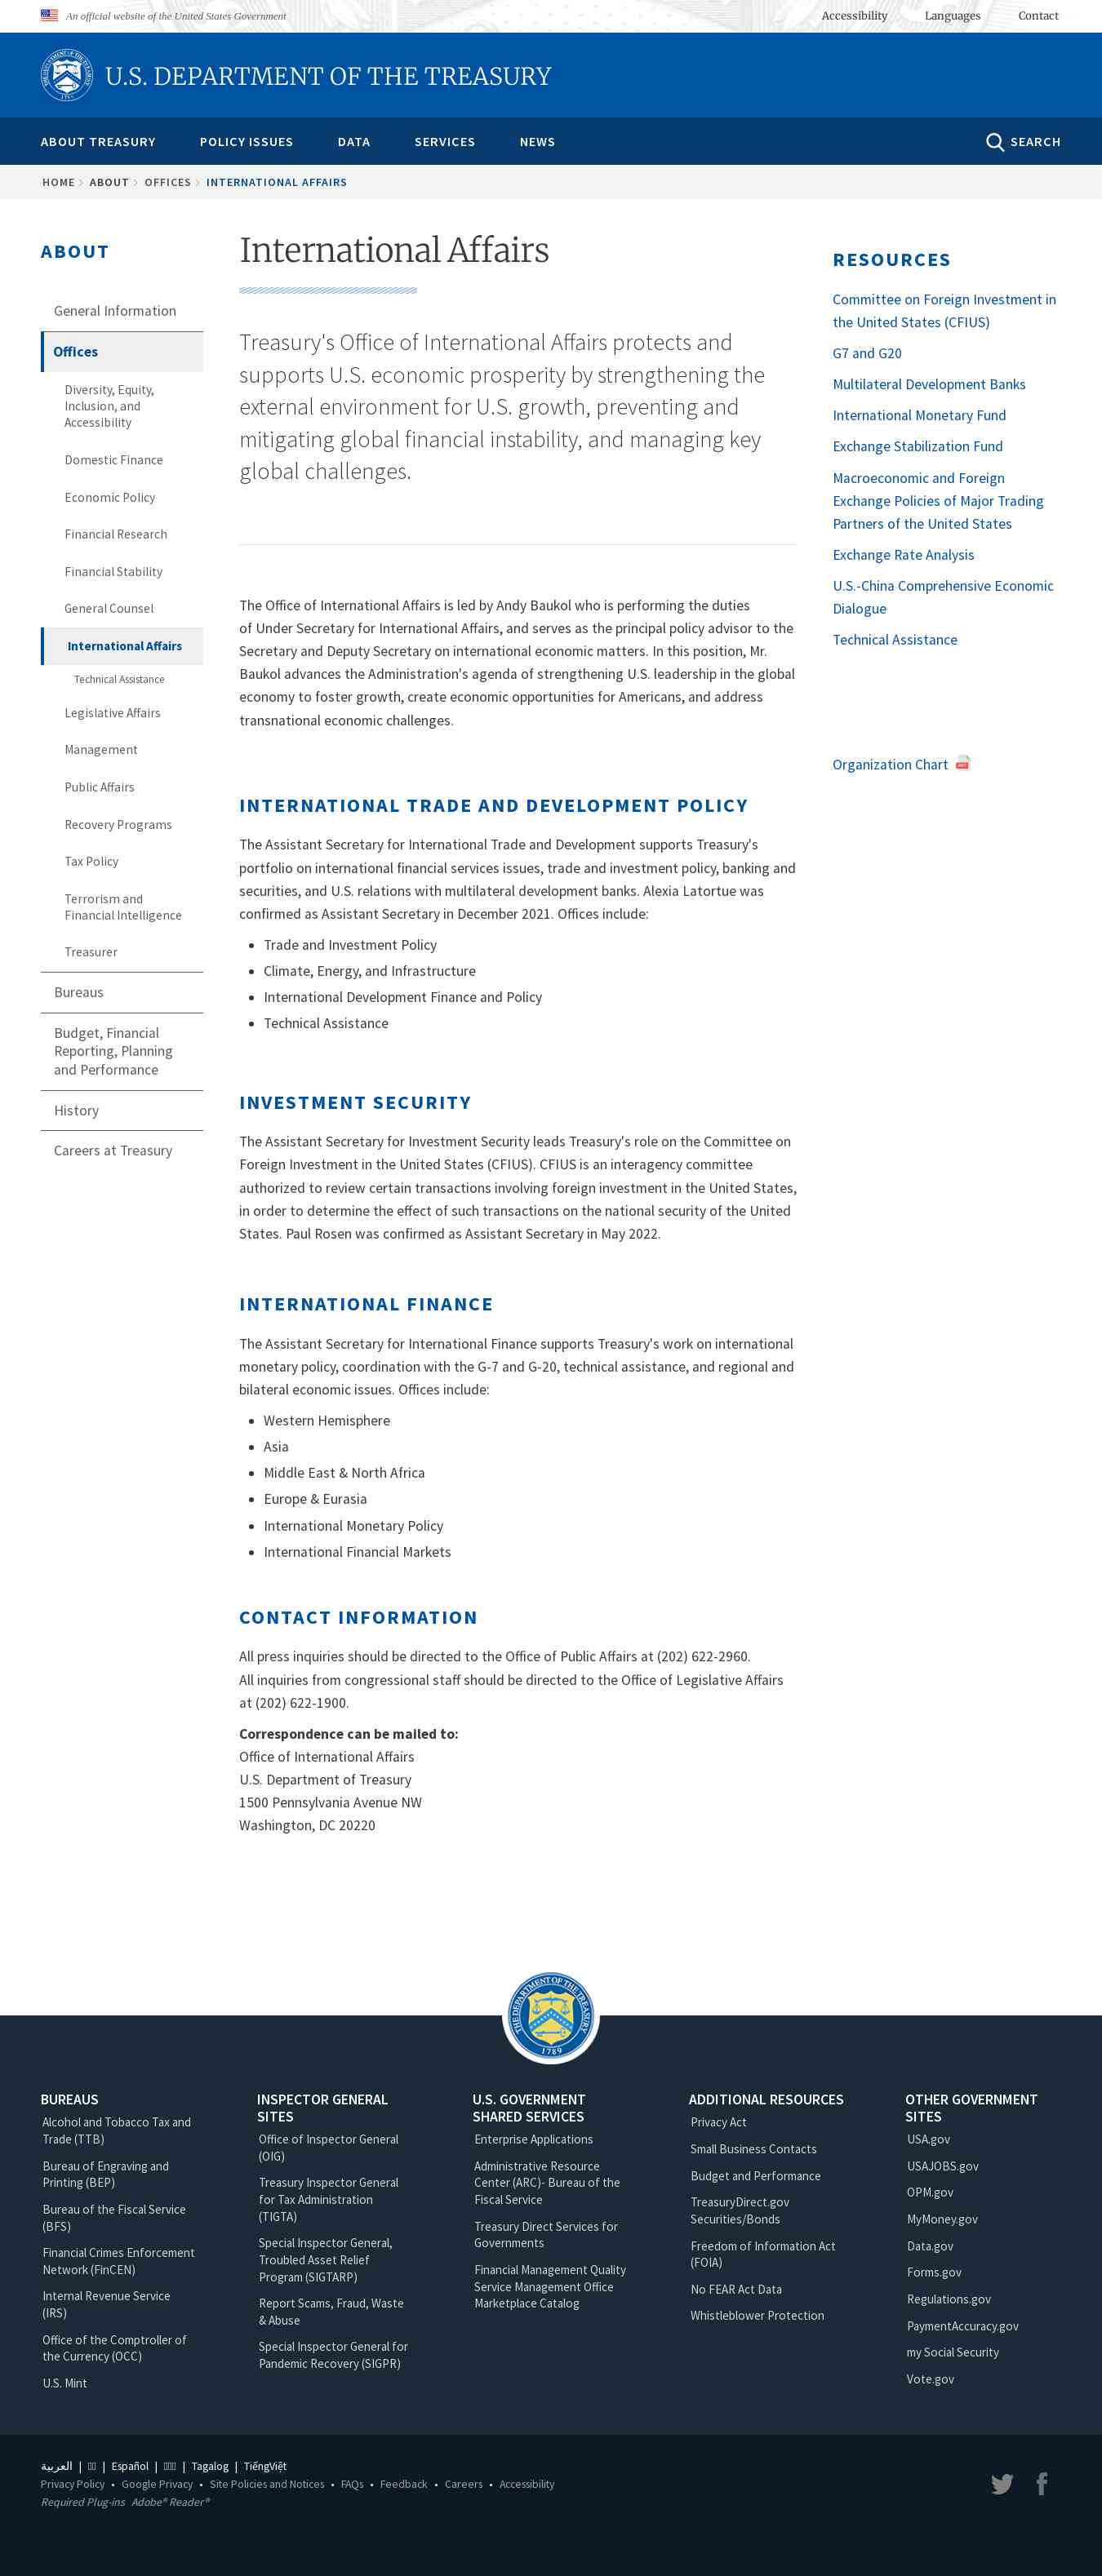 An official website of the United States Government
Accessibility
Languages
Contact
U.S. DEPARTMENT OF THE TREASURY
ABOUT TREASURY
POLICY ISSUES
DATA
SERVICES
NEWS
SEARCH
HOME
ABOUT
OFFICES
INTERNATIONAL AFFAIRS
ABOUT
General Information
Offices
Diversity, Equity,
Inclusion, and
Accessibility
Domestic Finance
Economic Policy
Financial Research
Financial Stability
General Counsel
International Affairs
Technical Assistance
Legislative Affairs
Management
Public Affairs
Recovery Programs
Tax Policy
Terrorism and
Financial Intelligence
Treasurer
Bureaus
Budget, Financial
Reporting, Planning
and Performance
History
Careers at Treasury
International Affairs
Treasury's Office of International Affairs protects and
supports U.S. economic prosperity by strengthening the
external environment for U.S. growth, preventing and
mitigating global financial instability, and managing key
global challenges.
The Office of International Affairs is led by Andy Baukol who is performing the duties
of Under Secretary for International Affairs, and serves as the principal policy advisor to the
Secretary and Deputy Secretary on international economic matters. In this position, Mr.
Baukol advances the Administration's agenda of strengthening U.S. leadership in the global
economy to foster growth, create economic opportunities for Americans, and address
transnational economic challenges.
INTERNATIONAL TRADE AND DEVELOPMENT POLICY
The Assistant Secretary for International Trade and Development supports Treasury's
portfolio on international financial services issues, trade and investment policy, banking and
securities, and U.S. relations with multilateral development banks. Alexia Latortue was
confirmed as Assistant Secretary in December 2021. Offices include:
Trade and Investment Policy
Climate, Energy, and Infrastructure
International Development Finance and Policy
Technical Assistance
INVESTMENT SECURITY
The Assistant Secretary for Investment Security leads Treasury's role on the Committee on
Foreign Investment in the United States (CFIUS). CFIUS is an interagency committee
authorized to review certain transactions involving foreign investment in the United States,
in order to determine the effect of such transactions on the national security of the United
States. Paul Rosen was confirmed as Assistant Secretary in May 2022.
INTERNATIONAL FINANCE
The Assistant Secretary for International Finance supports Treasury's work on international
monetary policy, coordination with the G-7 and G-20, technical assistance, and regional and
bilateral economic issues. Offices include:
Western Hemisphere
Asia
Middle East & North Africa
Europe & Eurasia
International Monetary Policy
International Financial Markets
CONTACT INFORMATION
All press inquiries should be directed to the Office of Public Affairs at (202) 622-2960.
All inquiries from congressional staff should be directed to the Office of Legislative Affairs
at (202) 622-1900.
Correspondence can be mailed to:
Office of International Affairs
U.S. Department of Treasury
1500 Pennsylvania Avenue NW
Washington, DC 20220
RESOURCES
Committee on Foreign Investment in
the United States (CFIUS)
G7 and G20
Multilateral Development Banks
International Monetary Fund
Exchange Stabilization Fund
Macroeconomic and Foreign
Exchange Policies of Major Trading
Partners of the United States
Exchange Rate Analysis
U.S.-China Comprehensive Economic
Dialogue
Technical Assistance
Organization Chart
THE DEPARTMENT OF THE TREASURY
1789
BUREAUS
Alcohol and Tobacco Tax and
Trade (TTB)
Bureau of Engraving and
Printing (BEP)
Bureau of the Fiscal Service
(BFS)
Financial Crimes Enforcement
Network (FinCEN)
Internal Revenue Service
(IRS)
Office of the Comptroller of
the Currency (OCC)
U.S. Mint
INSPECTOR GENERAL
SITES
Office of Inspector General
(OIG)
Treasury Inspector General
for Tax Administration
(TIGTA)
Special Inspector General,
Troubled Asset Relief
Program (SIGTARP)
Report Scams, Fraud, Waste
& Abuse
Special Inspector General for
Pandemic Recovery (SIGPR)
U.S. GOVERNMENT
SHARED SERVICES
Enterprise Applications
Administrative Resource
Center (ARC)- Bureau of the
Fiscal Service
Treasury Direct Services for
Governments
Financial Management Quality
Service Management Office
Marketplace Catalog
ADDITIONAL RESOURCES
Privacy Act
Small Business Contacts
Budget and Performance
TreasuryDirect.gov
Securities/Bonds
Freedom of Information Act
(FOIA)
No FEAR Act Data
Whistleblower Protection
OTHER GOVERNMENT
SITES
USA.gov
USAJOBS.gov
OPM.gov
MyMoney.gov
Data.gov
Forms.gov
Regulations.gov
PaymentAccuracy.gov
my Social Security
Vote.gov
العربية | | Español | | Tagalog | TiếngViệt
Privacy Policy • Google Privacy • Site Policies and Notices • FAQs • Feedback • Careers • Accessibility
Required Plug-ins Adobe® Reader®